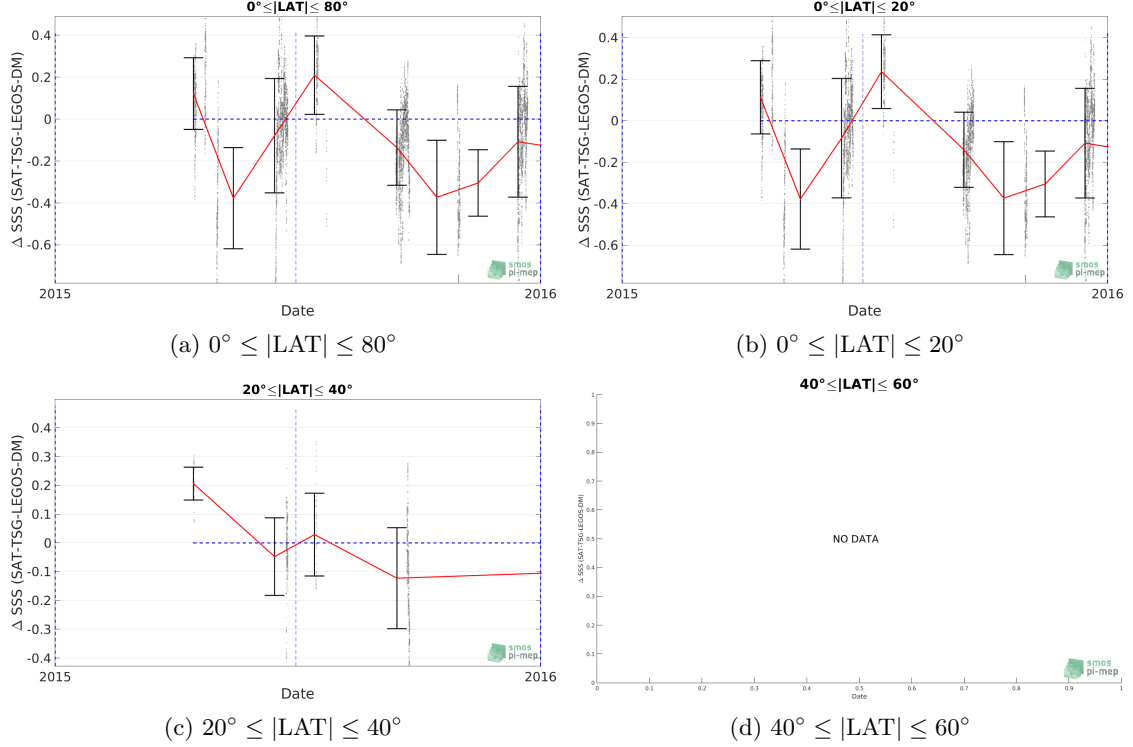 0°≤|LAT|≤ 80°
0.4
0.2
0
-0.2
-0.4
-0.6
Δ SSS (SAT-TSG-LEGOS-DM)
2015
2016
Date
smos
pi-mep
(a) 0° ≤ |LAT| ≤ 80°
0°≤|LAT|≤ 20°
0.4
0.2
0
-0.2
-0.4
-0.6
Δ SSS (SAT-TSG-LEGOS-DM)
2015
2016
Date
smos
pi-mep
(b) 0° ≤ |LAT| ≤ 20°
20°≤|LAT|≤ 40°
0.4
0.3
0.2
0.1
0
-0.1
-0.2
-0.3
-0.4
Δ SSS (SAT-TSG-LEGOS-DM)
2015
2016
Date
smos
pi-mep
(c) 20° ≤ |LAT| ≤ 40°
40°≤|LAT|≤ 60°
1
0.9
0.8
0.7
0.6
0.5
0.4
0.3
0.2
0.1
0
Δ SSS (SAT-TSG-LEGOS-DM)
NO DATA
0 0.1 0.2 0.3 0.4 0.5 0.6 0.7 0.8 0.9 1
Date
smos
pi-mep
(d) 40° ≤ |LAT| ≤ 60°